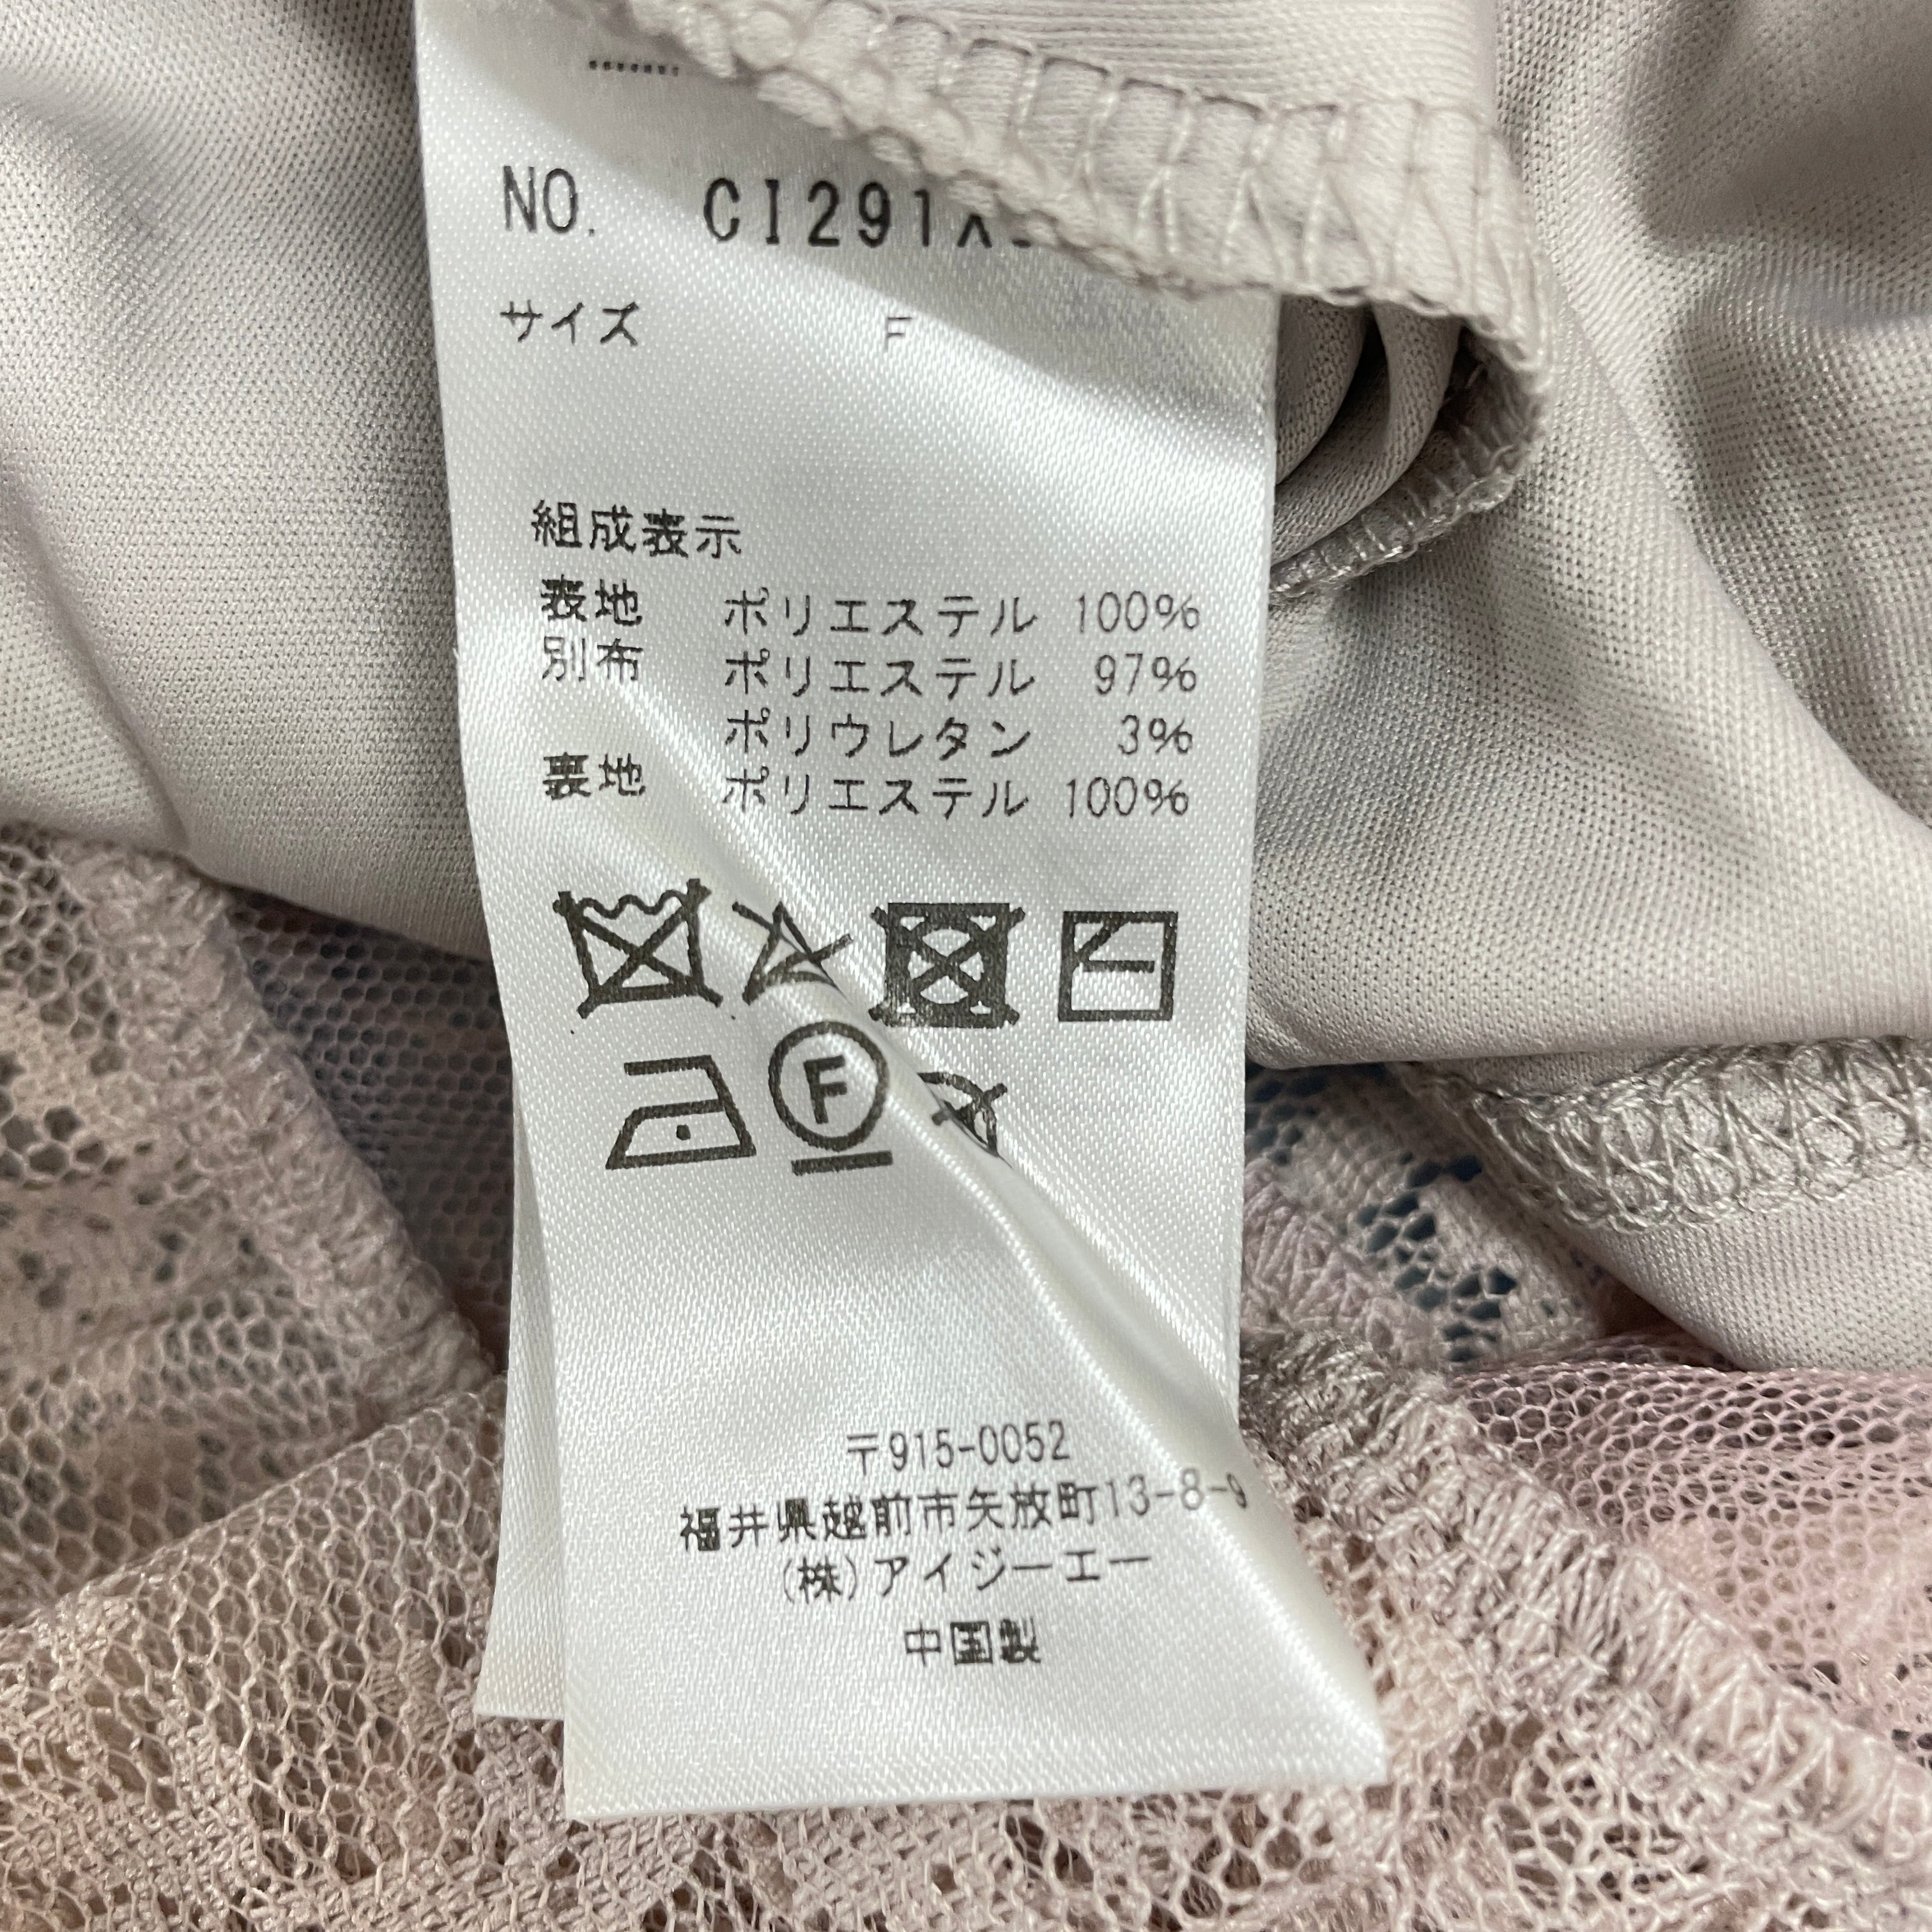 NO. CI291X
サイズ F
組成表示
表地 ポリエステル 100%
別布 ポリエステル 97%
ポリウレタン 3%
裏地 ポリエステル 100%
F
〒915-0052
福井県越前市矢放町13-8-9
(株)アイジーエー
中国製